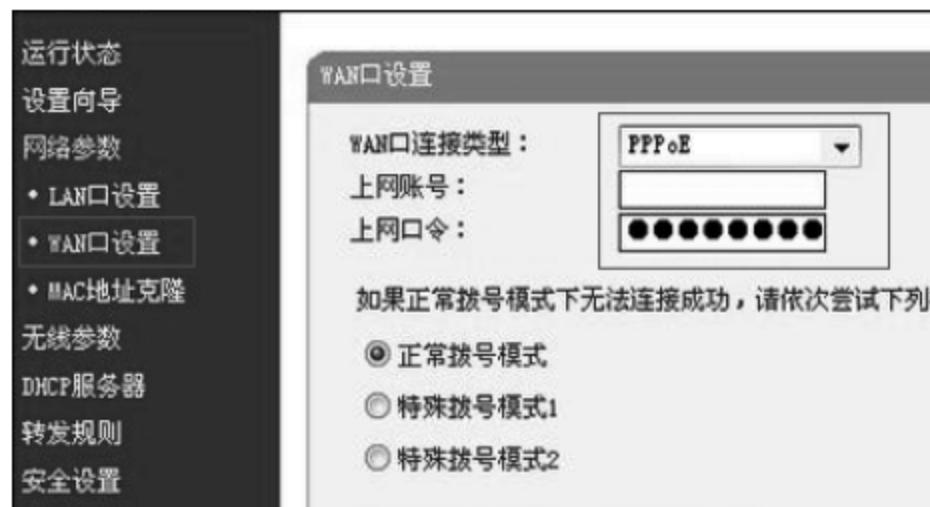 运行状态
设置向导
网络参数
• LAN口设置
• WAN口设置
• MAC地址克隆
无线参数
DHCP服务器
转发规则
安全设置
WAN口设置
WAN口连接类型：
PPPoE
上网账号：
上网口令：
●●●●●●●●
如果正常拨号模式下无法连接成功，请依次尝试下列
正常拨号模式
特殊拨号模式1
特殊拨号模式2